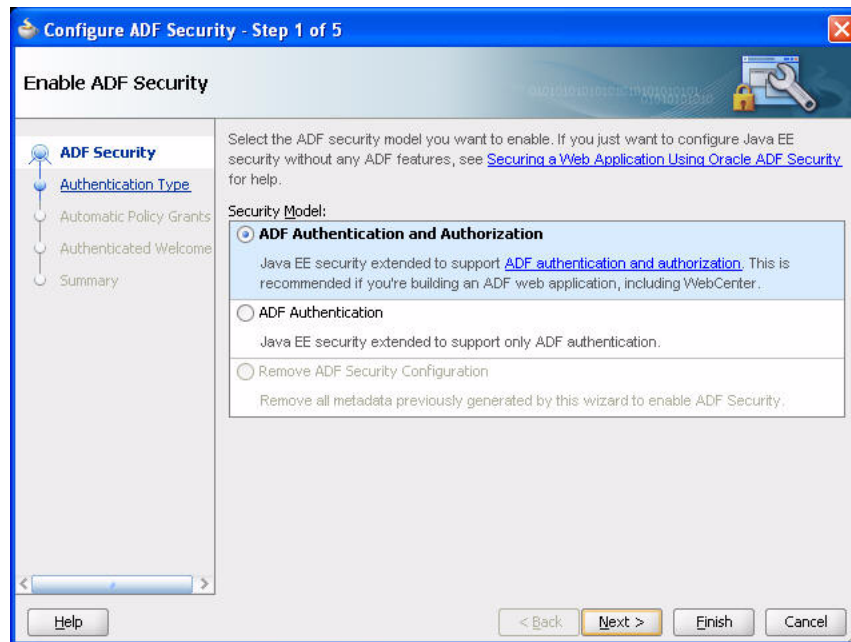 Configure ADF Security - Step 1 of 5
Enable ADF Security
ADF Security
Authentication Type
Automatic Policy Grants
Authenticated Welcome
Summary
Select the ADF security model you want to enable. If you just want to configure Java EE
security without any ADF features, see Securing a Web Application Using Oracle ADF Security
for help.
Security Model:
ADF Authentication and Authorization
Java EE security extended to support ADF authentication and authorization. This is
recommended if you're building an ADF web application, including WebCenter.
ADF Authentication
Java EE security extended to support only ADF authentication.
Remove ADF Security Configuration
Remove all metadata previously generated by this wizard to enable ADF Security.
Help
< Back
Next >
Finish
Cancel